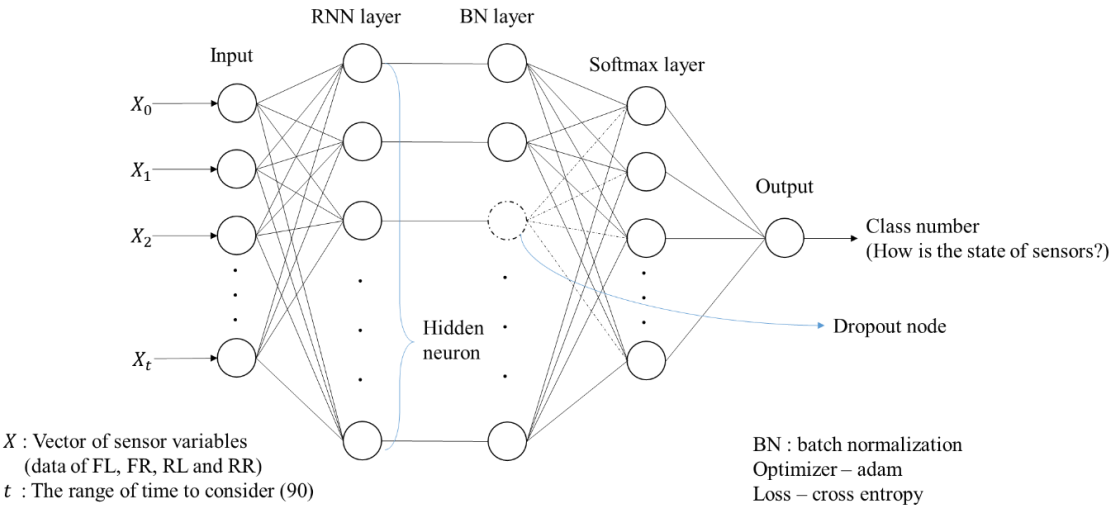 RNN layer
BN layer
Input
Softmax layer
X₀
X₁
X₂
Xₜ
Output
Class number
(How is the state of sensors?)
Hidden
neuron
Dropout node
X : Vector of sensor variables
(data of FL, FR, RL and RR)
t : The range of time to consider (90)
BN : batch normalization
Optimizer – adam
Loss – cross entropy